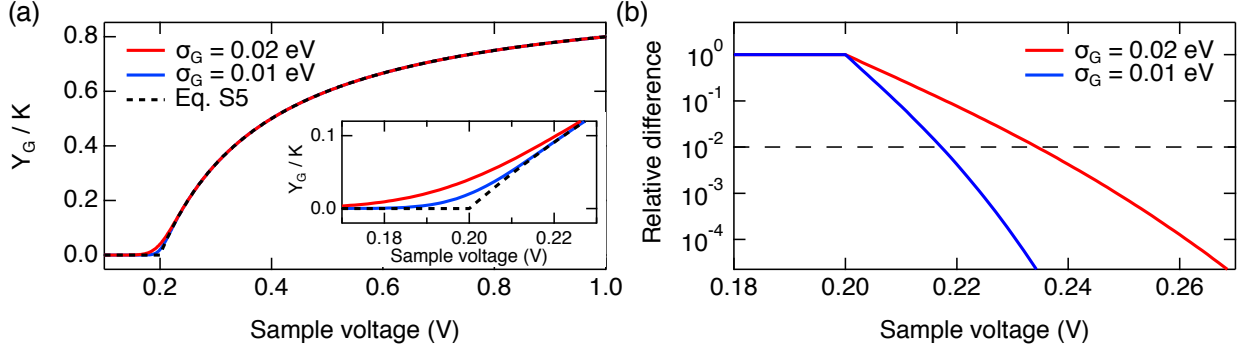 (a)
Y_G / K
0.8
0.6
0.4
0.2
0.0
σ_G = 0.02 eV
σ_G = 0.01 eV
Eq. S5
Y_G / K
0.1
0.0
0.18
0.20
0.22
Sample voltage (V)
0.2
0.4
0.6
0.8
1.0
Sample voltage (V)
(b)
Relative difference
10^0
10^-1
10^-2
10^-3
10^-4
σ_G = 0.02 eV
σ_G = 0.01 eV
0.18
0.20
0.22
0.24
0.26
Sample voltage (V)